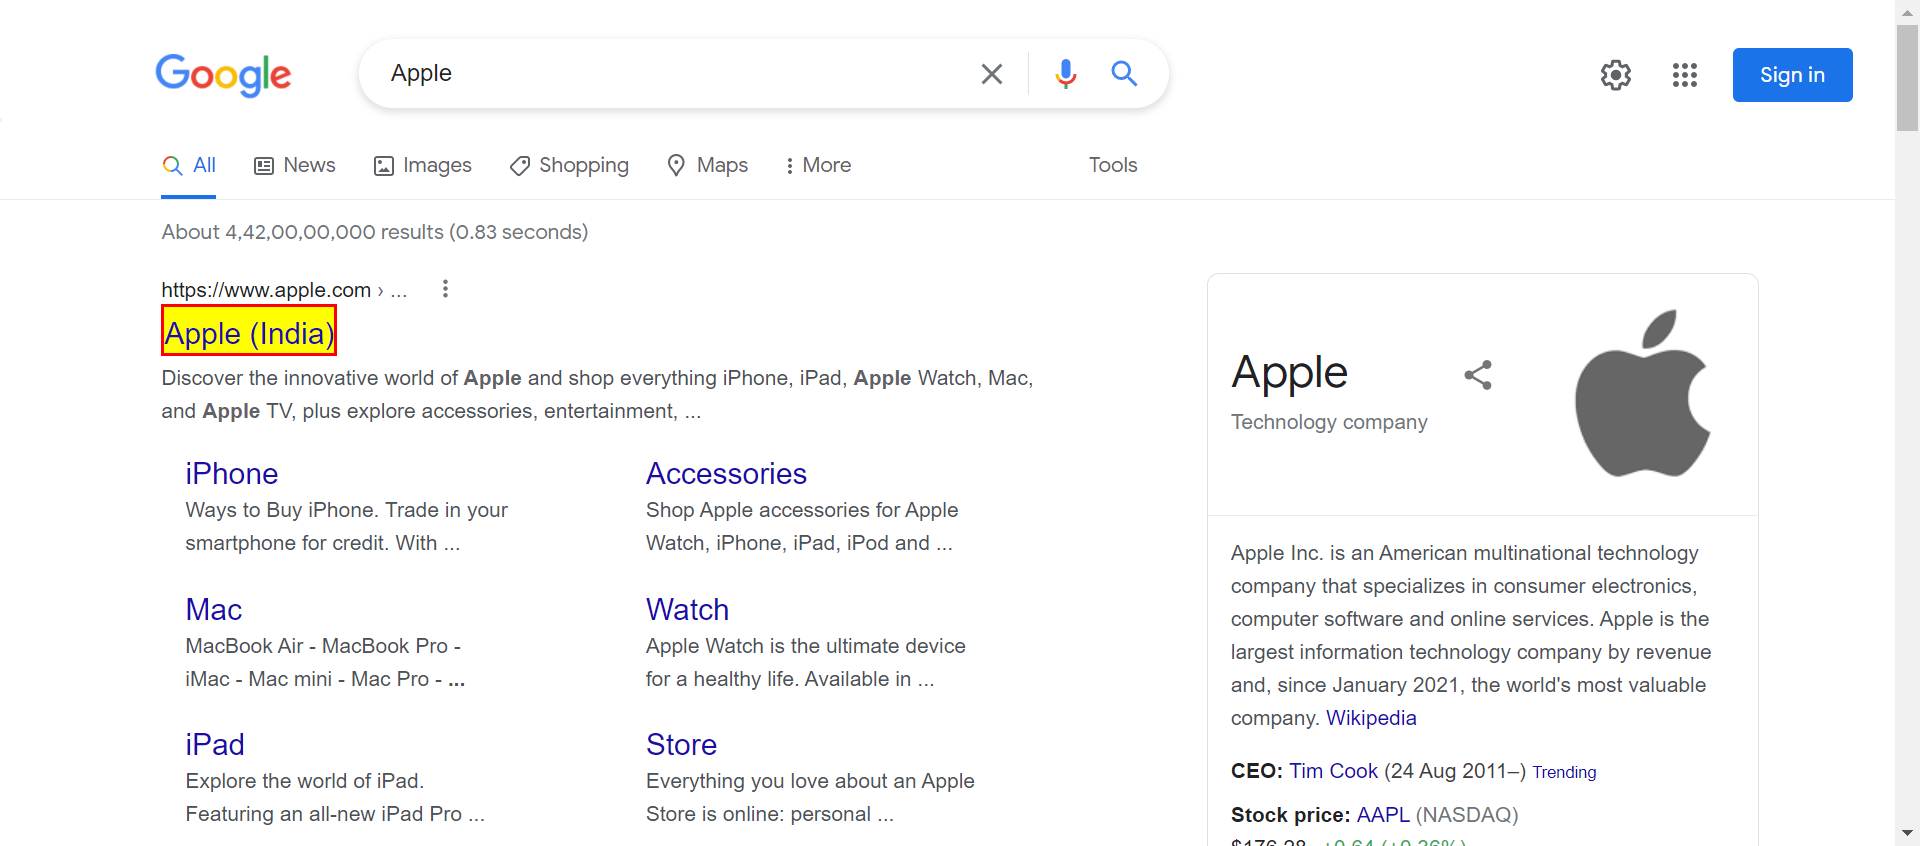 Google
Apple
Sign in
All
News
Images
Shopping
Maps
More
Tools
About 4,42,00,00,000 results (0.83 seconds)
https://www.apple.com › ...
Apple (India)
Discover the innovative world of Apple and shop everything iPhone, iPad, Apple Watch, Mac,
and Apple TV, plus explore accessories, entertainment, ...
iPhone
Ways to Buy iPhone. Trade in your
smartphone for credit. With ...
Accessories
Shop Apple accessories for Apple
Watch, iPhone, iPad, iPod and ...
Mac
MacBook Air - MacBook Pro -
iMac - Mac mini - Mac Pro - ...
Watch
Apple Watch is the ultimate device
for a healthy life. Available in ...
iPad
Explore the world of iPad.
Featuring an all-new iPad Pro ...
Store
Everything you love about an Apple
Store is online: personal ...
Apple
Technology company
Apple Inc. is an American multinational technology
company that specializes in consumer electronics,
computer software and online services. Apple is the
largest information technology company by revenue
and, since January 2021, the world's most valuable
company. Wikipedia
CEO: Tim Cook (24 Aug 2011–) Trending
Stock price: AAPL (NASDAQ)
$176.28 +0.64 (+0.36%)